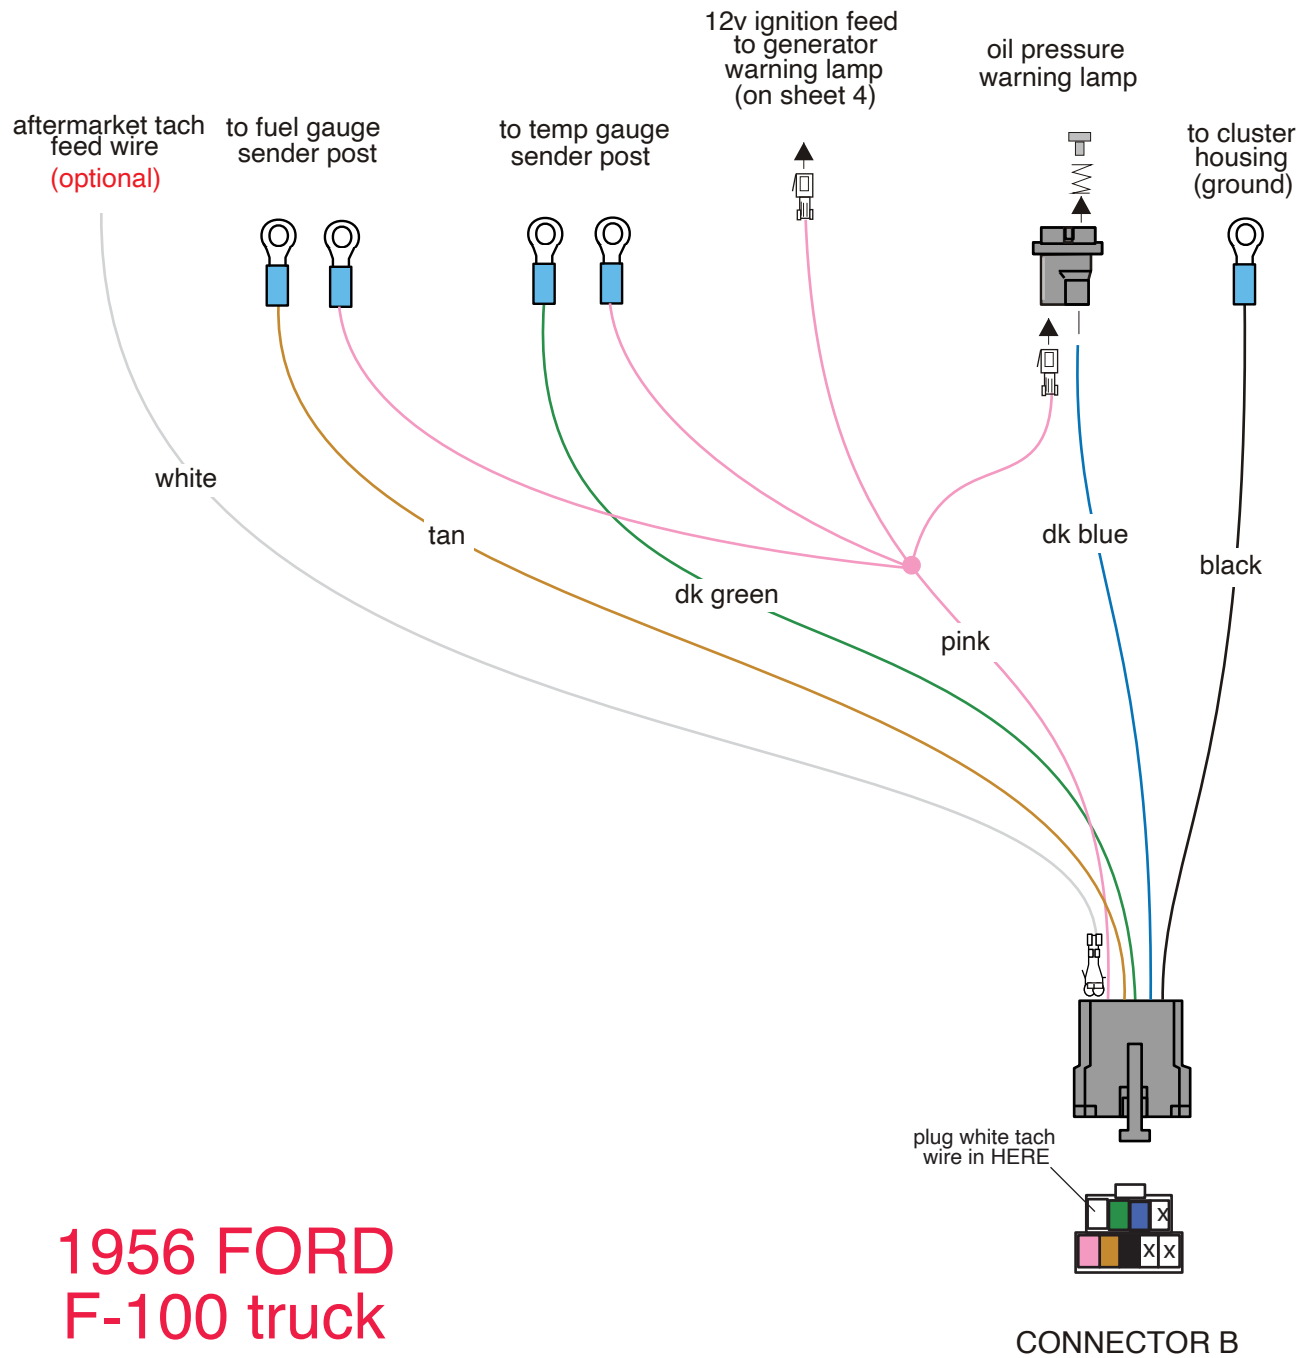 12v ignition feed
to generator
warning lamp
(on sheet 4)
oil pressure
warning lamp
aftermarket tach
feed wire
(optional)
to fuel gauge
sender post
to temp gauge
sender post
to cluster
housing
(ground)
white
tan
dk green
pink
dk blue
black
plug white tach
wire in HERE
X
X X
1956 FORD
F-100 truck
CONNECTOR B